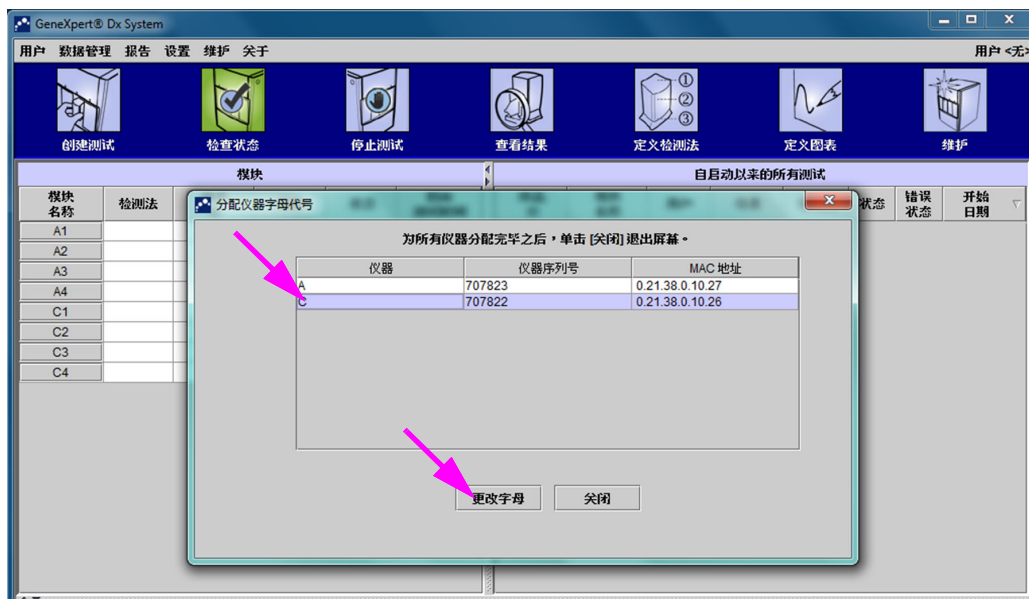 GeneXpert® Dx System
用户 数据管理 报告 设置 维护 关于 用户 <无>
创建测试 检查状态 停止测试 查看结果 定义检测法 定义图表 维护
模块 自启动以来的所有测试
模块名称 检测法 状态 错误状态 开始日期
A1
A2
A3
A4
C1
C2
C3
C4
分配仪器字母代号
为所有仪器分配完毕之后，单击 [关闭] 退出屏幕。
仪器 仪器序列号 MAC 地址
A 707823 0.21.38.0.10.27
C 707822 0.21.38.0.10.26
更改字母 关闭